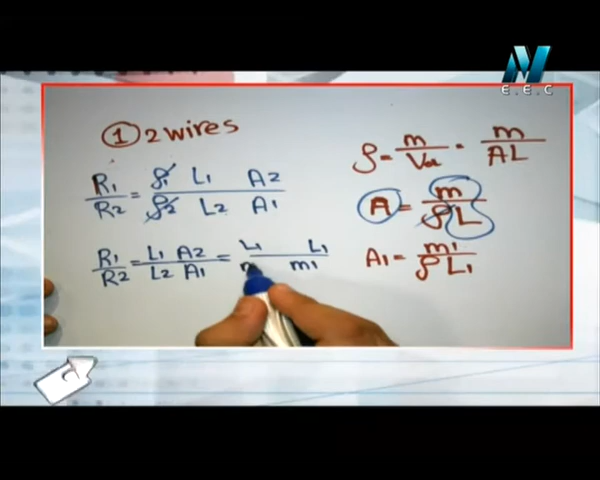 N
E.E.C
① 2 wires
R1/R2 = ρ1 L1 A2 / ρ2 L2 A1
R1/R2 = L1 A2 / L2 A1 = L1 L1 / m1
ρ = m/Vol = m/AL
A = m/ρL
A1 = m1/ρL1